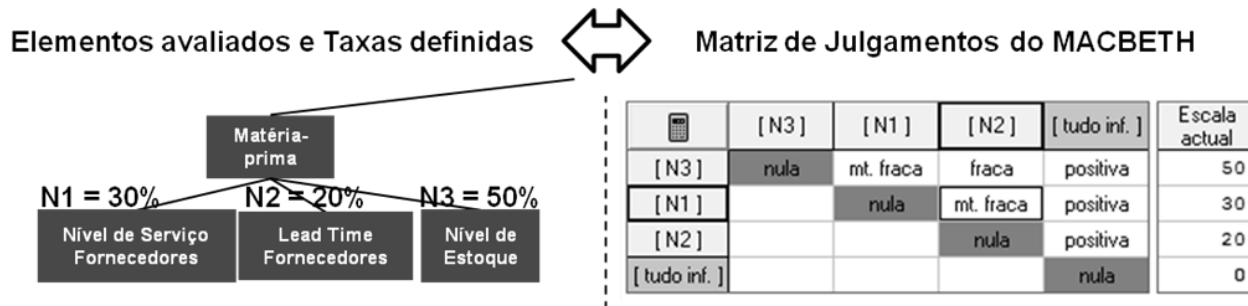 Elementos avaliados e Taxas definidas
Matéria-
prima
N1 = 30% N2 = 20% N3 = 50%
Nível de Serviço
Fornecedores
Lead Time
Fornecedores
Nível de
Estoque
Matriz de Julgamentos do MACBETH
[ N3 ] [ N1 ] [ N2 ] [ tudo inf. ] Escala
actual
[ N3 ] nula mt. fraca fraca positiva 50
[ N1 ] nula mt. fraca positiva 30
[ N2 ] nula positiva 20
[ tudo inf. ] nula 0